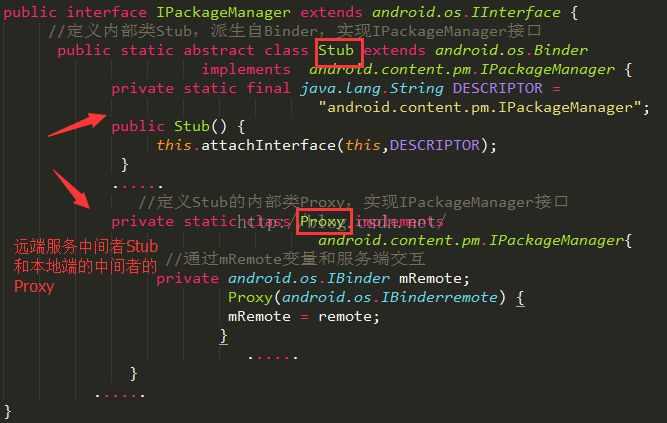 public interface IPackageManager extends android.os.IInterface {
//定义内部类Stub，派生自Binder，实现IPackageManager接口
public static abstract class Stub extends android.os.Binder
implements android.content.pm.IPackageManager {
private static final java.lang.String DESCRIPTOR =
"android.content.pm.IPackageManager";
public Stub() {
this.attachInterface(this,DESCRIPTOR);
}
......
//定义Stub的内部类Proxy，实现IPackageManager接口
private static class Proxy implements
http://blog.csdn.net/
android.content.pm.IPackageManager{
远端服务中间者Stub
和本地端的中间者的
Proxy
//通过mRemote变量和服务端交互
private android.os.IBinder mRemote;
Proxy(android.os.IBinderremote) {
mRemote = remote;
}
......
}
......
}